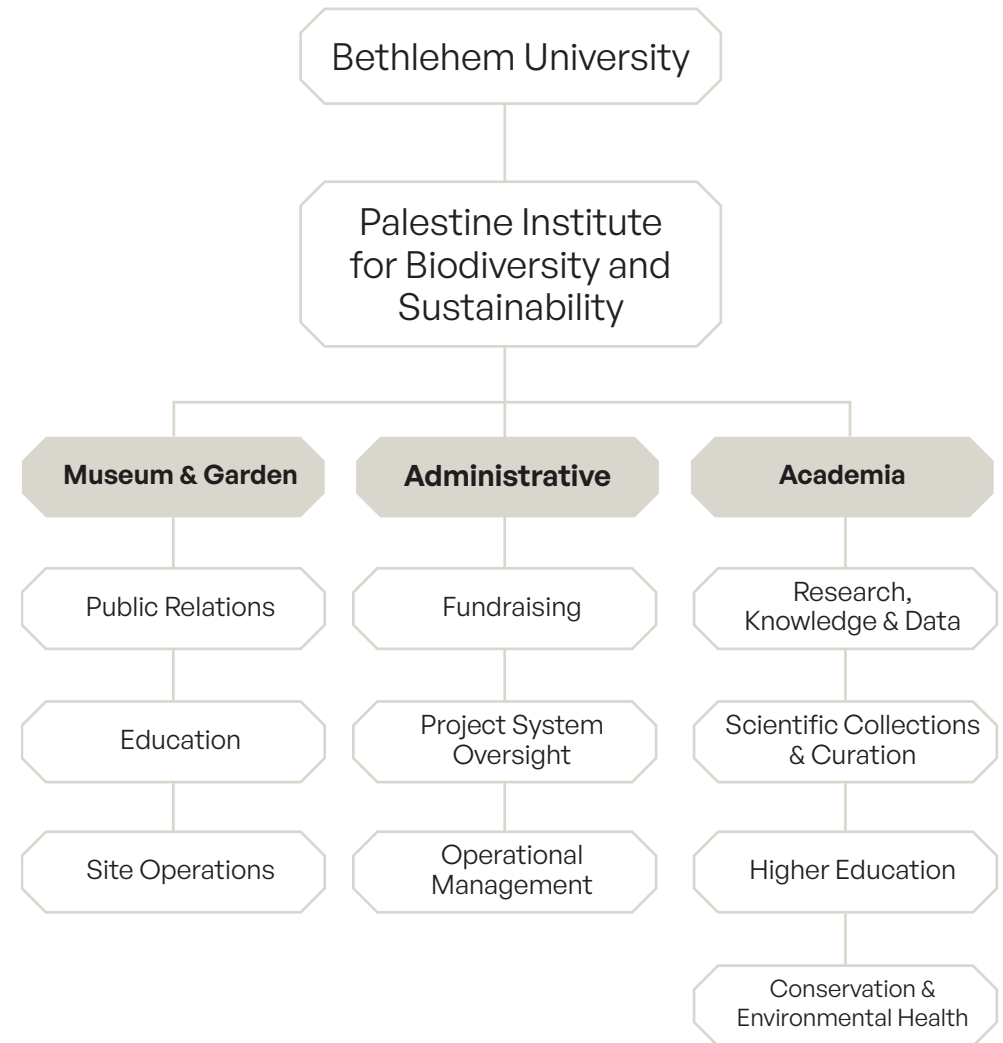 Bethlehem University
Palestine Institute
for Biodiversity and
Sustainability
Museum & Garden
Administrative
Academia
Public Relations
Fundraising
Research,
Knowledge & Data
Education
Project System
Oversight
Scientific Collections
& Curation
Site Operations
Operational
Management
Higher Education
Conservation &
Environmental Health